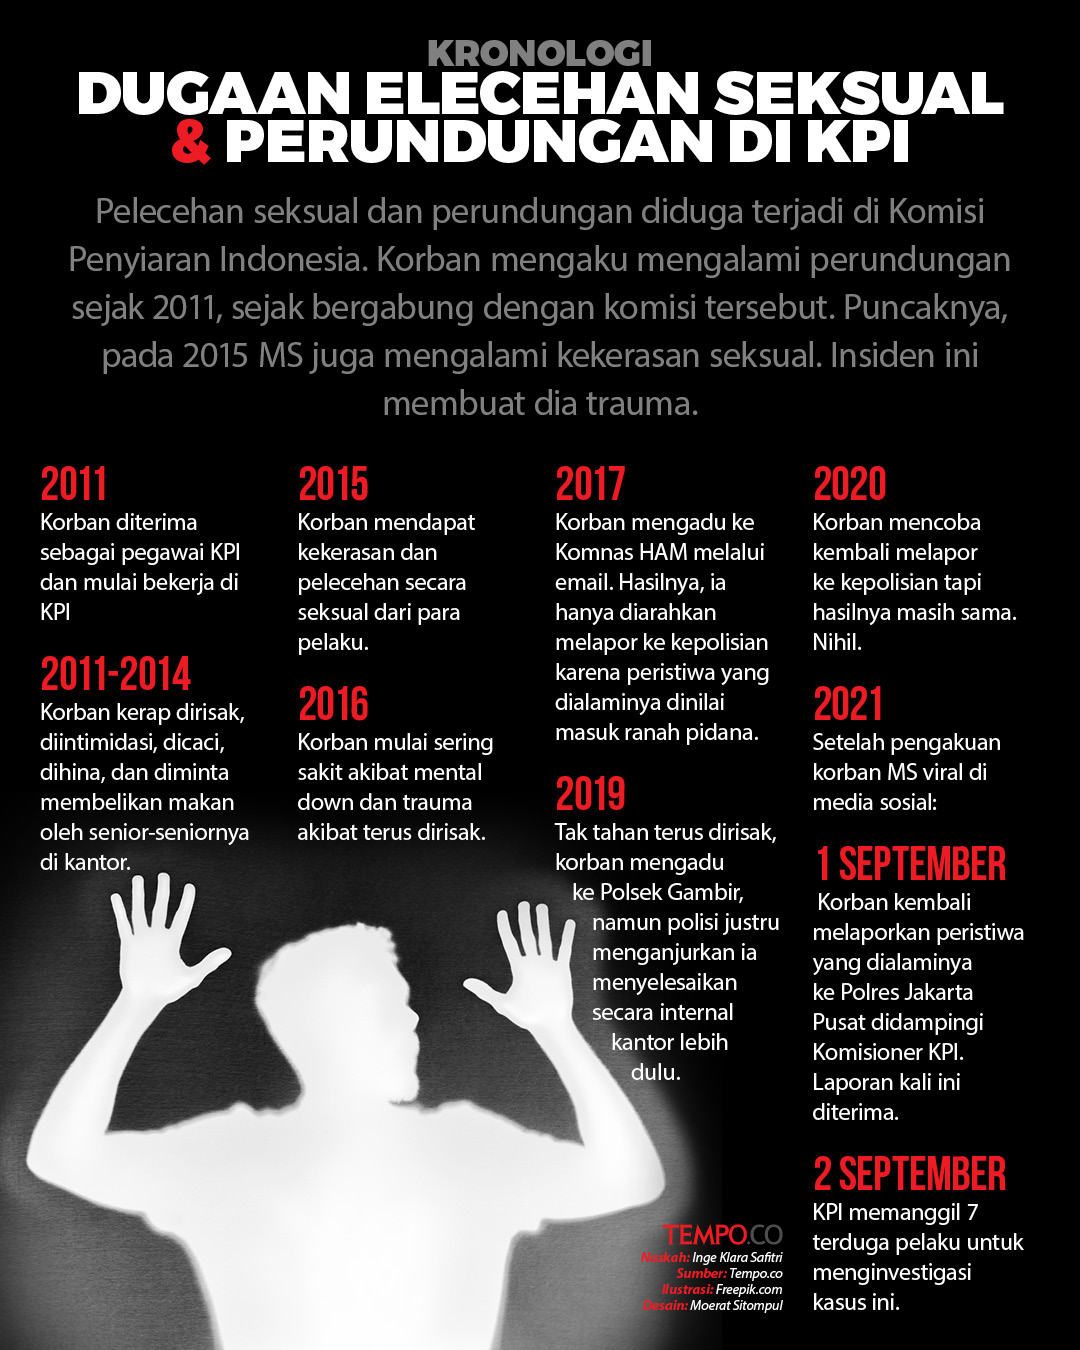 KRONOLOGI
DUGAAN ELECEHAN SEKSUAL
& PERUNDUNGAN DI KPI
Pelecehan seksual dan perundungan diduga terjadi di Komisi
Penyiaran Indonesia. Korban mengaku mengalami perundungan
sejak 2011, sejak bergabung dengan komisi tersebut. Puncaknya,
pada 2015 MS juga mengalami kekerasan seksual. Insiden ini
membuat dia trauma.
2011
Korban diterima
sebagai pegawai KPI
dan mulai bekerja di
KPI
2011-2014
Korban kerap dirisak,
diintimidasi, dicaci,
dihina, dan diminta
membelikan makan
oleh senior-seniornya
di kantor.
2015
Korban mendapat
kekerasan dan
pelecehan secara
seksual dari para
pelaku.
2016
Korban mulai sering
sakit akibat mental
down dan trauma
akibat terus dirisak.
2017
Korban mengadu ke
Komnas HAM melalui
email. Hasilnya, ia
hanya diarahkan
melapor ke kepolisian
karena peristiwa yang
dialaminya dinilai
masuk ranah pidana.
2019
Tak tahan terus dirisak,
korban mengadu
ke Polsek Gambir,
namun polisi justru
menganjurkan ia
menyelesaikan
secara internal
kantor lebih
dulu.
2020
Korban mencoba
kembali melapor
ke kepolisian tapi
hasilnya masih sama.
Nihil.
2021
Setelah pengakuan
korban MS viral di
media sosial:
1 SEPTEMBER
Korban kembali
melaporkan peristiwa
yang dialaminya
ke Polres Jakarta
Pusat didampingi
Komisioner KPI.
Laporan kali ini
diterima.
2 SEPTEMBER
KPI memanggil 7
terduga pelaku untuk
menginvestigasi
kasus ini.
TEMPO.CO
Naskah: Inge Klara Safitri
Sumber: Tempo.co
Ilustrasi: Freepik.com
Desain: Moerat Sitompul